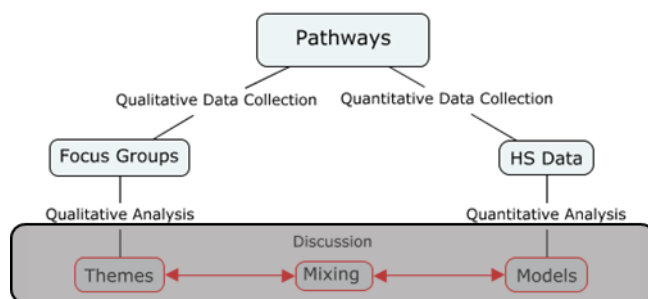 Pathways
Qualitative Data Collection
Quantitative Data Collection
Focus Groups
HS Data
Qualitative Analysis
Quantitative Analysis
Discussion
Themes
Mixing
Models